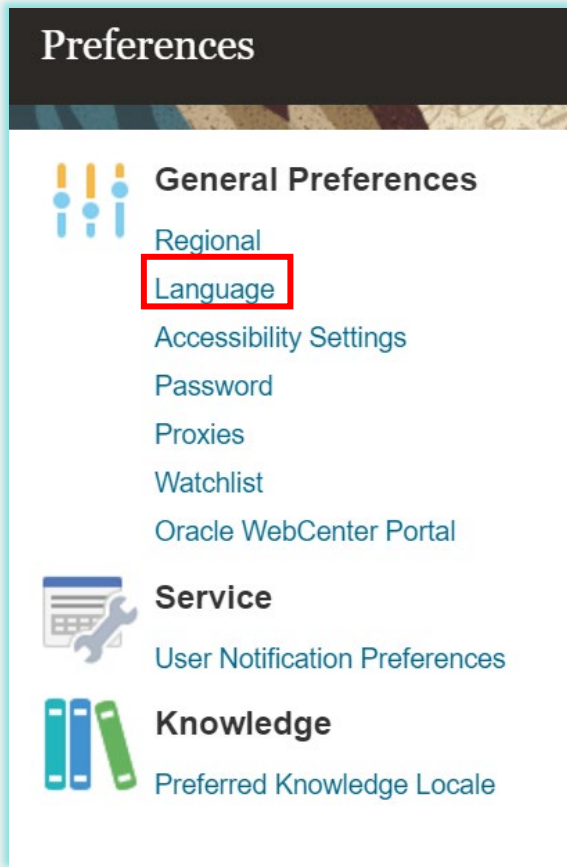 Preferences
General Preferences
Regional
Language
Accessibility Settings
Password
Proxies
Watchlist
Oracle WebCenter Portal
Service
User Notification Preferences
Knowledge
Preferred Knowledge Locale